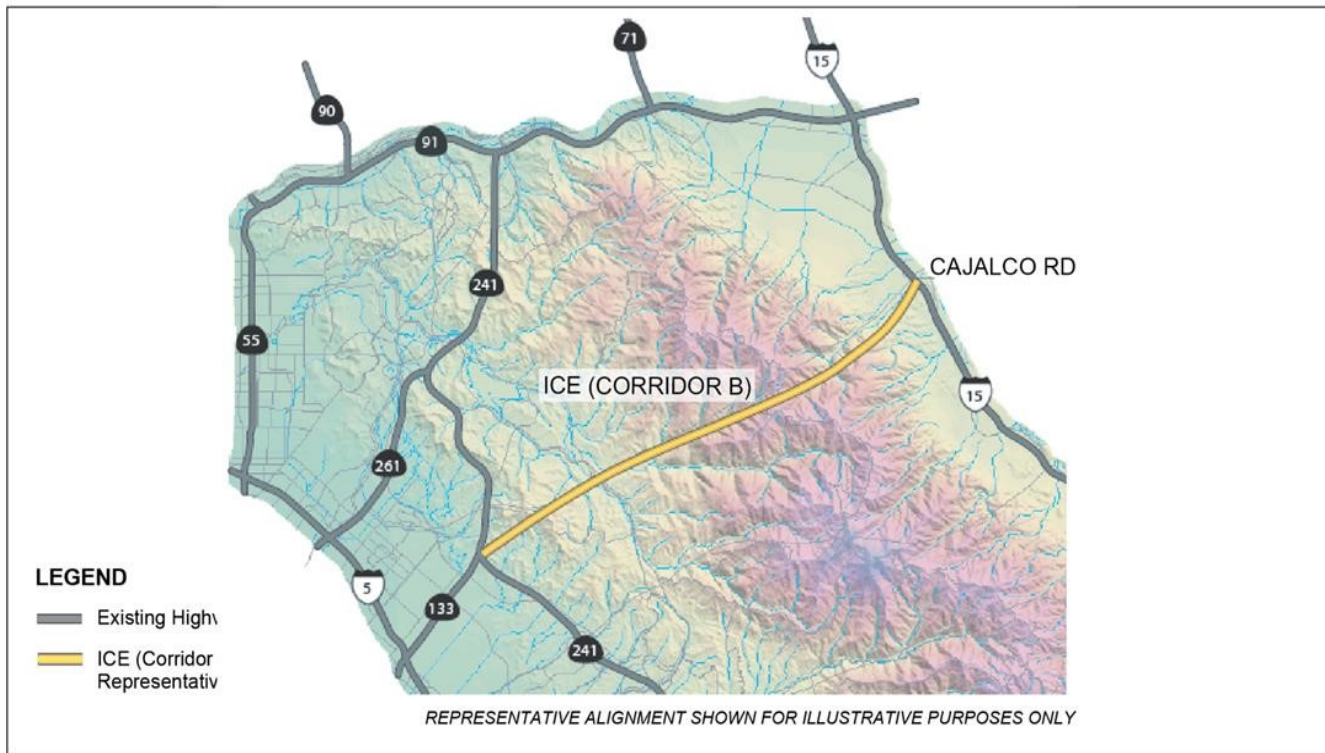 71
15
90
91
241
CAJALCO RD
55
ICE (CORRIDOR B)
15
261
LEGEND
5
Existing High
133
ICE (Corridor
241
Representativ
REPRESENTATIVE ALIGNMENT SHOWN FOR ILLUSTRATIVE PURPOSES ONLY